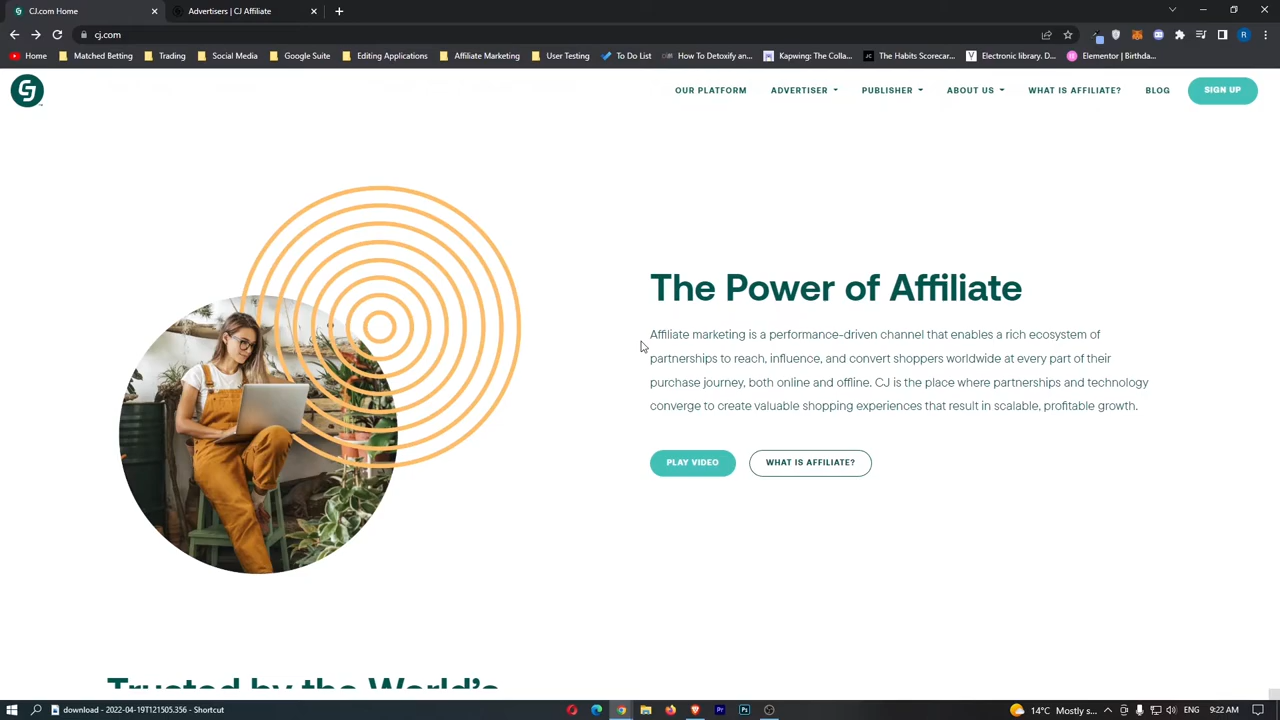 CJ.com
Advertisers | CJ Affiliate
cj.com
R
Home
Matched Betting
Trading
Social Media
Google Suite
Editing
Publications
Affiliate Marketing
User Testing
To Do List
How To Detoxify an...
Kapwing: The Colla...
The Habits Scorecar...
Electronic library. D...
Elementor | Birthda...
CJ
OUR PLATFORM
ADVERTISER
PUBLISHER
ABOUT US
WHAT IS AFFILIATE?
BLOG
SIGN UP
The Power of Affiliate
Affiliate marketing is a performance-driven channel that enables a rich ecosystem of
partnerships to reach, influence, and convert shoppers worldwide at every part of their
purchase journey, both online and offline. CJ is the place where partnerships and technology
converge to create valuable shopping experiences that result in scalable, profitable growth.
PLAY VIDEO
WHAT IS AFFILIATE?
Trusted by the World's
download - 2022-04-19T121505.356 - Shortcut
14°C Mostly s...
9:22 AM